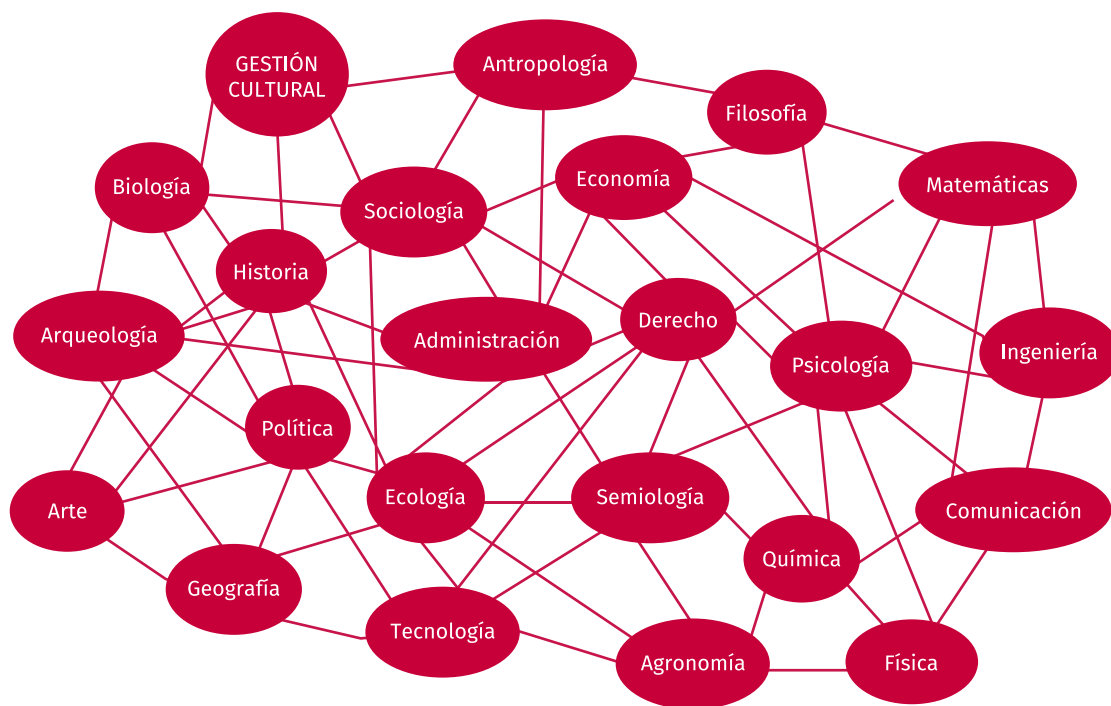 GESTIÓN
CULTURAL
Antropología
Filosofía
Biología
Sociología
Economía
Matemáticas
Historia
Arqueología
Administración
Derecho
Psicología
Ingeniería
Política
Arte
Ecología
Semiología
Comunicación
Geografía
Tecnología
Química
Agronomía
Física